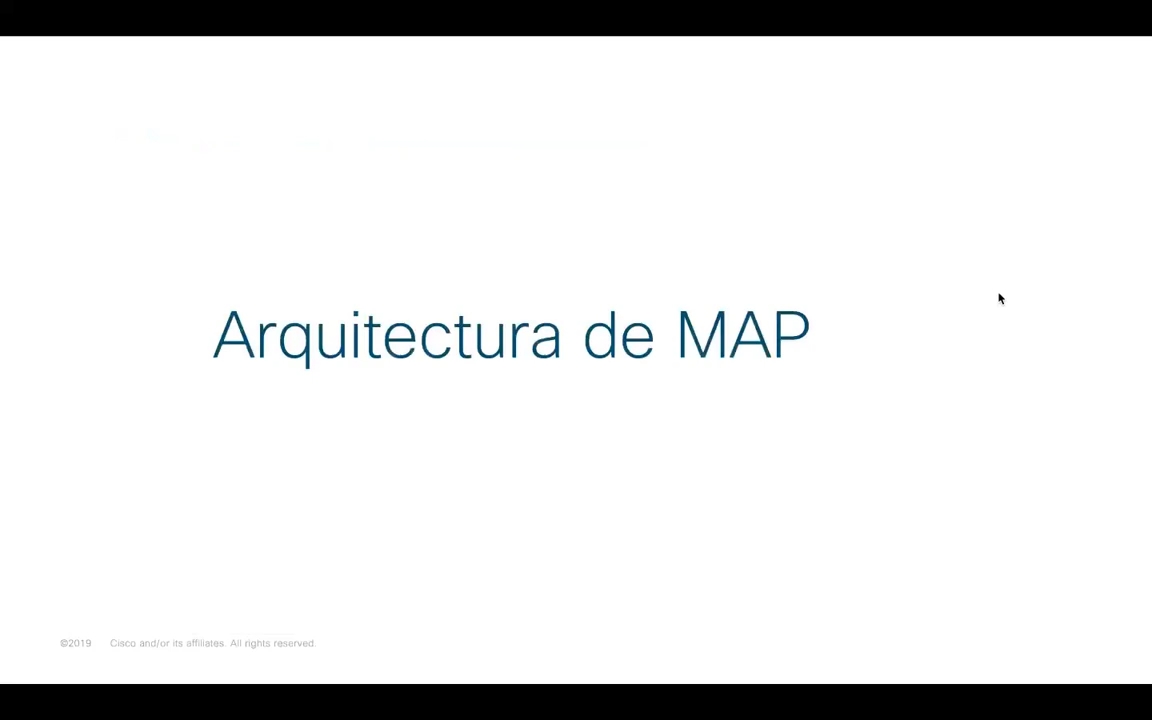 Arquitectura de MAP
©2019 Cisco and/or its affiliates. All rights reserved.